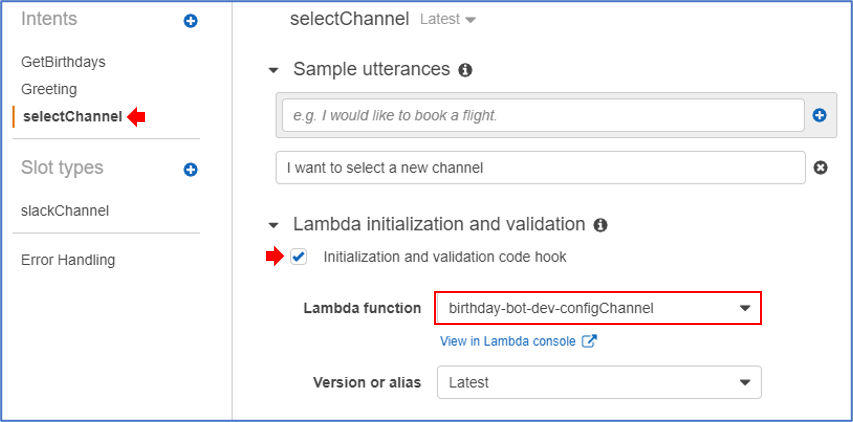 Intents
GetBirthdays
Greeting
selectChannel
Slot types
slackChannel
Error Handling
selectChannel Latest
Sample utterances
e.g. I would like to book a flight.
I want to select a new channel
Lambda initialization and validation
Initialization and validation code hook
Lambda function birthday-bot-dev-configChannel
View in Lambda console
Version or alias Latest